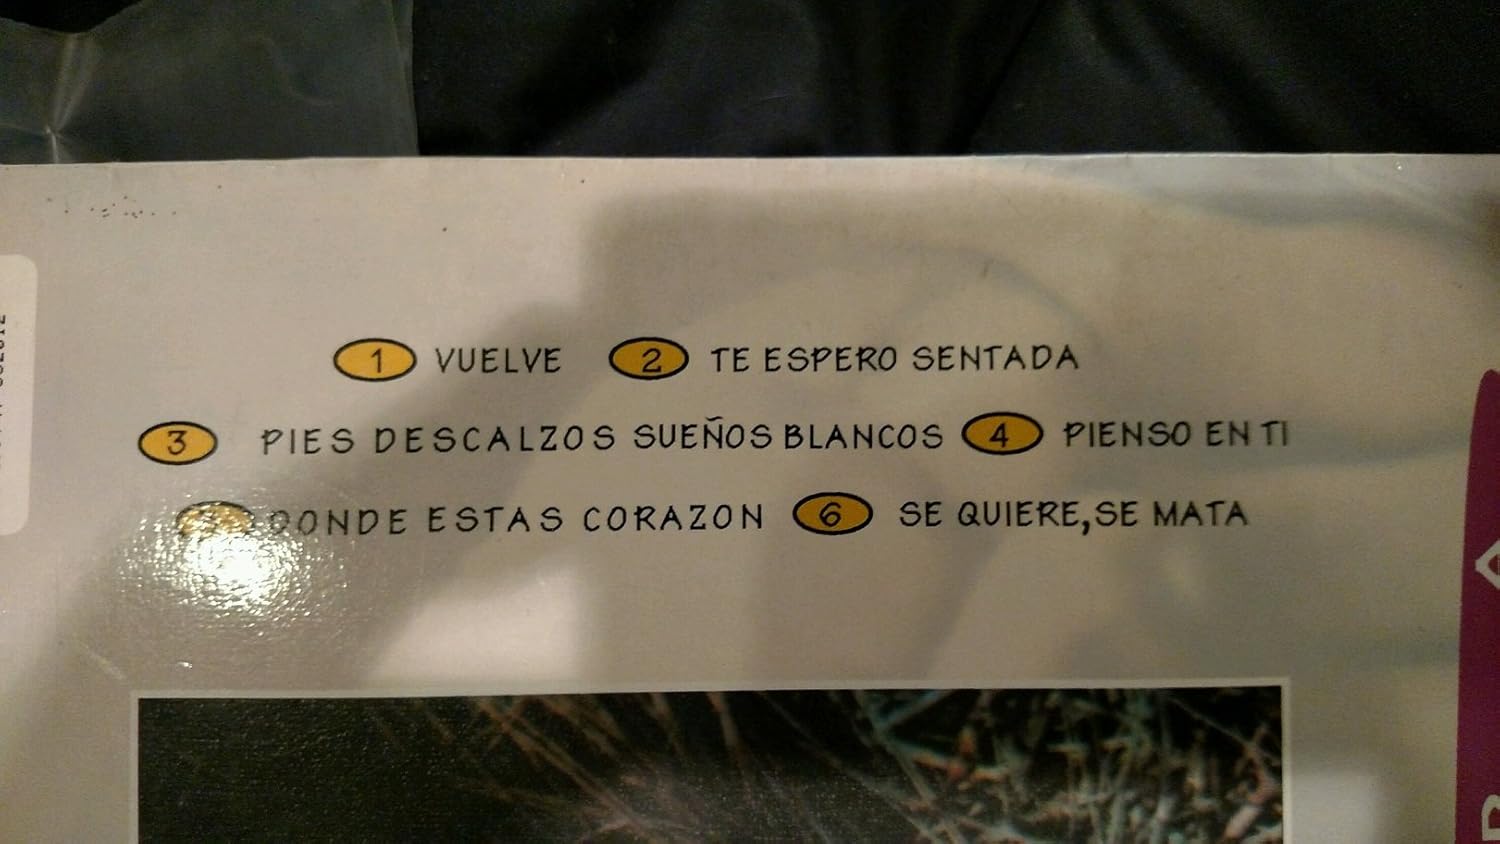 1 VUELVE 2 TE ESPERO SENTADA
3 PIES DESCALZOS SUEÑOS BLANCOS 4 PIENSO EN TI
DONDE ESTAS CORAZON 6 SE QUIERE,SE MATA